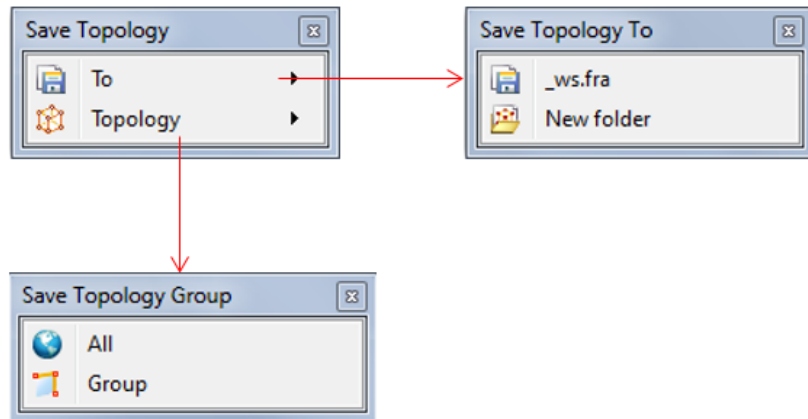 Save Topology
To
Topology
Save Topology To
_ws.fra
New folder
Save Topology Group
All
Group